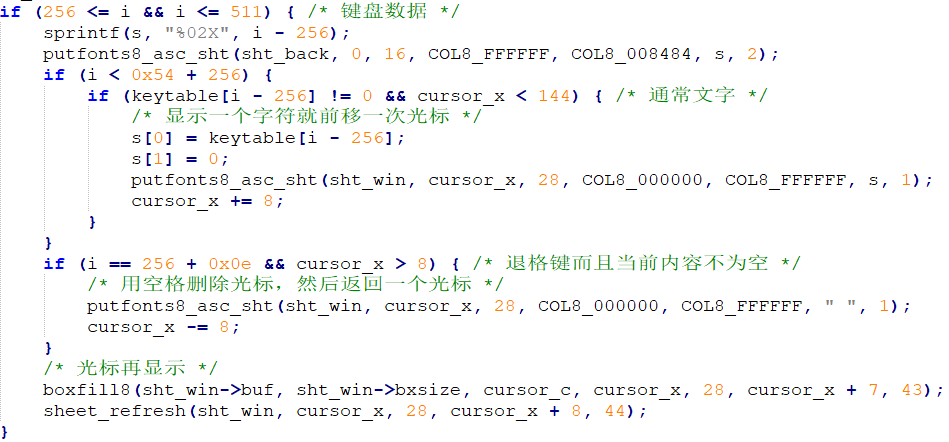 if (256 <= i && i <= 511) { /* 键盘数据 */
    sprintf(s, "%02X", i - 256);
    putfonts8_asc_sht(sht_back, 0, 16, COL8_FFFFFF, COL8_008484, s, 2);
    if (i < 0x54 + 256) {
        if (keytable[i - 256] != 0 && cursor_x < 144) { /* 通常文字 */
            /* 显示一个字符就前移一次光标 */
            s[0] = keytable[i - 256];
            s[1] = 0;
            putfonts8_asc_sht(sht_win, cursor_x, 28, COL8_000000, COL8_FFFFFF, s, 1);
            cursor_x += 8;
        }
    }
    if (i == 256 + 0x0e && cursor_x > 8) { /* 退格键而且当前内容不为空 */
        /* 用空格删除光标，然后返回一个光标 */
        putfonts8_asc_sht(sht_win, cursor_x, 28, COL8_000000, COL8_FFFFFF, " ", 1);
        cursor_x -= 8;
    }
    /* 光标再显示 */
    boxfill8(sht_win->buf, sht_win->bxsize, cursor_c, cursor_x, 28, cursor_x + 7, 43);
    sheet_refresh(sht_win, cursor_x, 28, cursor_x + 8, 44);
}